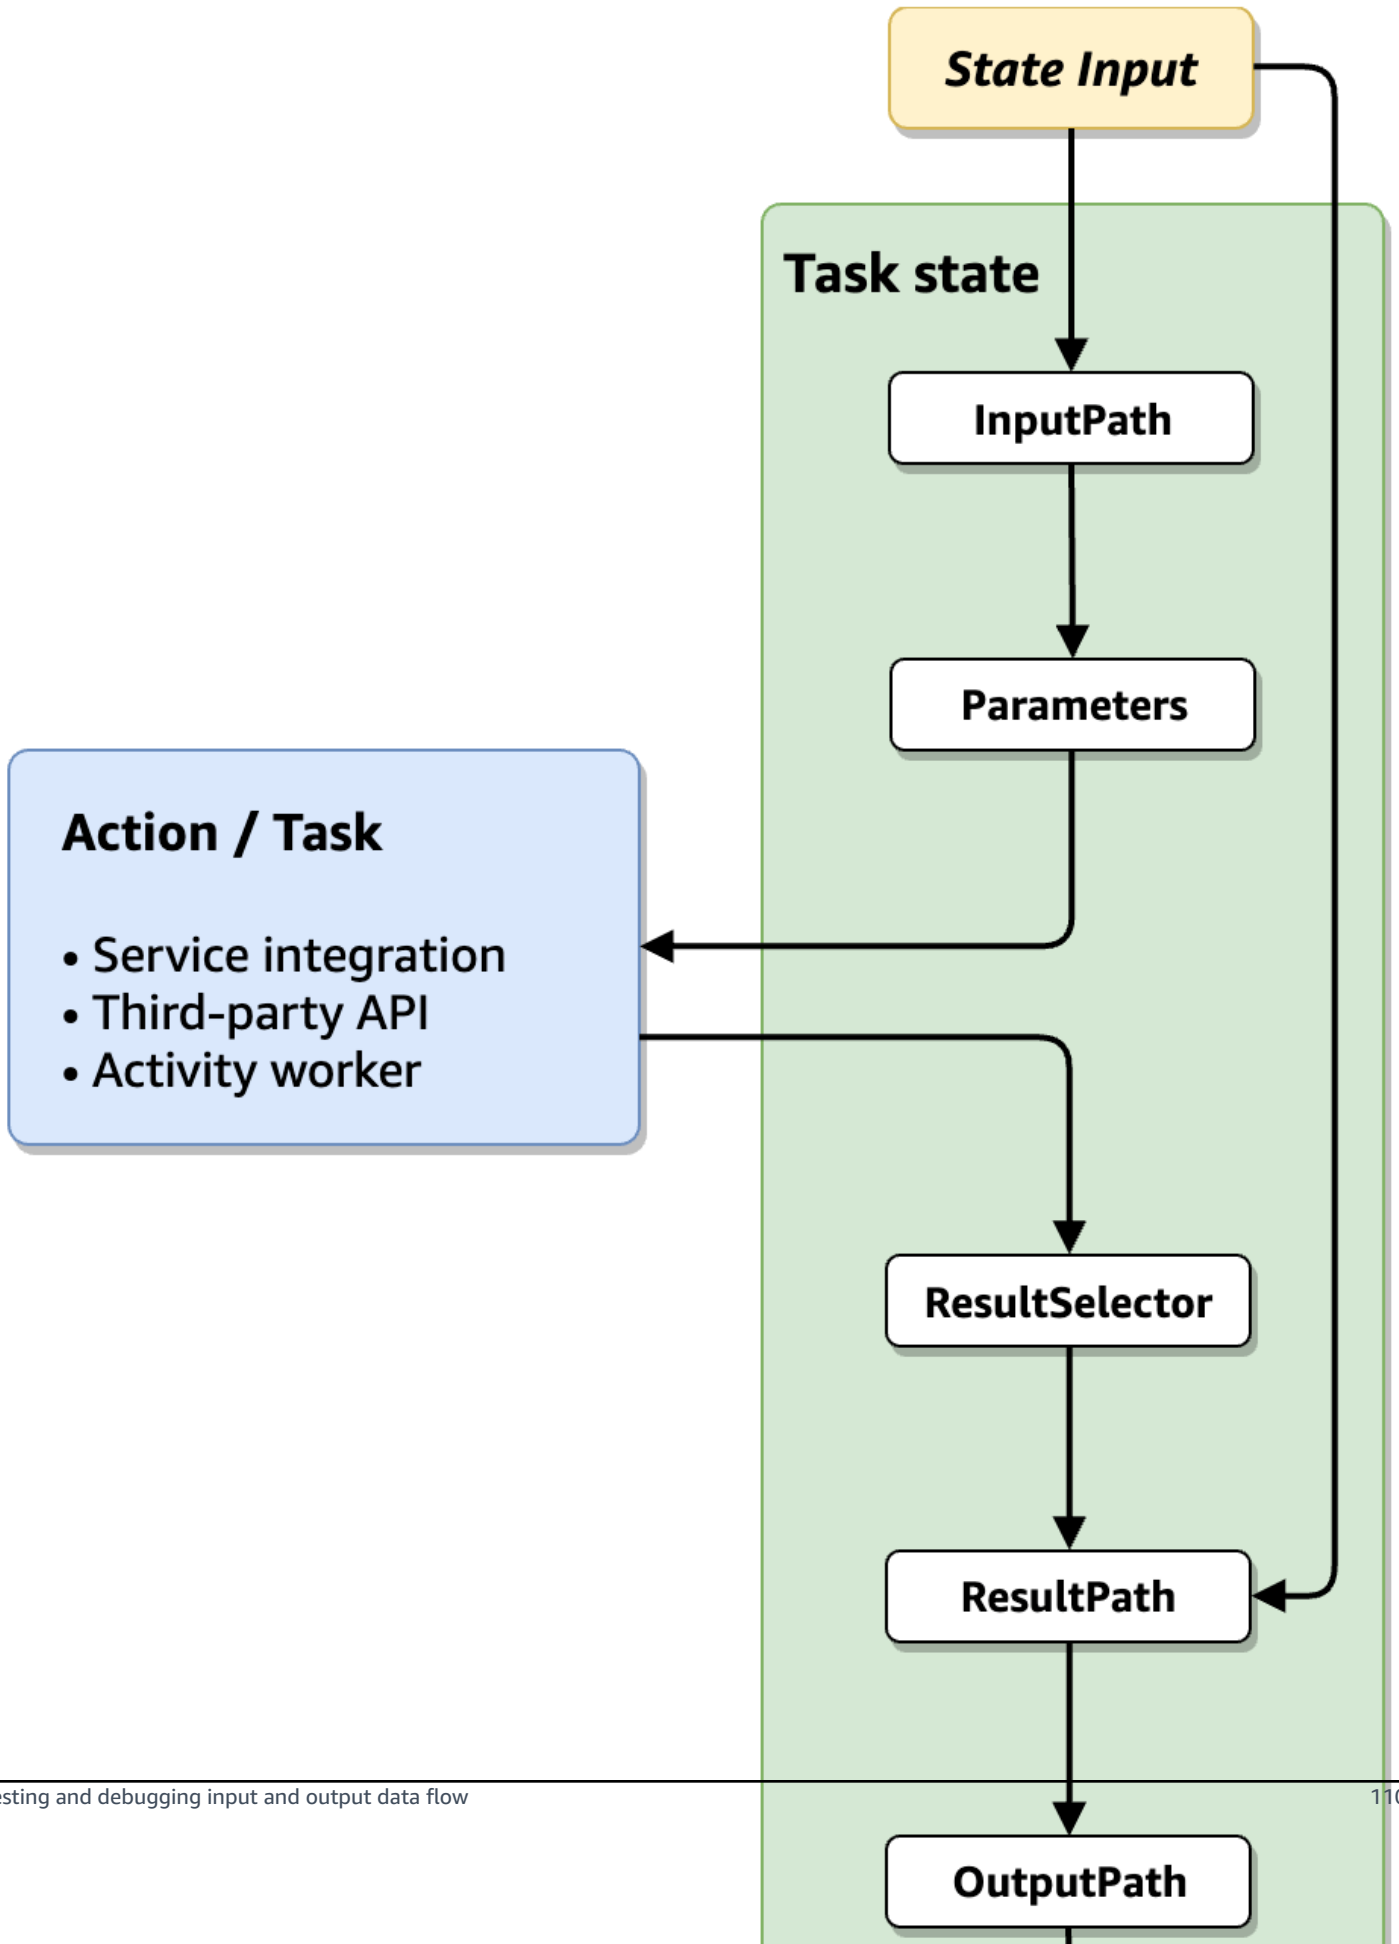 State Input
Task state
InputPath
Parameters
Action / Task
• Service integration
• Third-party API
• Activity worker
ResultSelector
ResultPath
esting and debugging input and output data flow
110
OutputPath